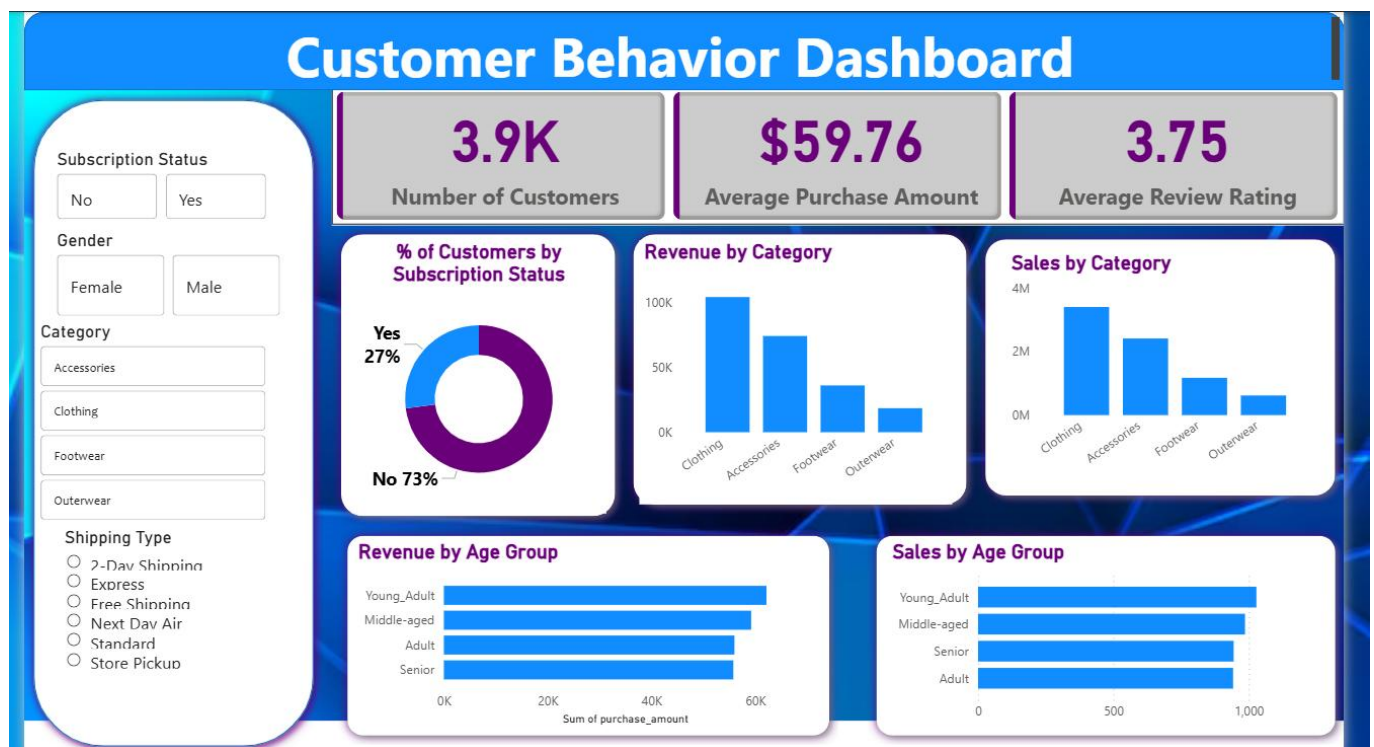 Customer Behavior Dashboard
3.9K
Number of Customers
$59.76
Average Purchase Amount
3.75
Average Review Rating
Subscription Status
No
Yes
Gender
Female
Male
Category
Accessories
Clothing
Footwear
Outerwear
Shipping Type
2-Day Shipping
Express
Free Shipping
Next Day Air
Standard
Store Pickup
% of Customers by
Subscription Status
Yes
27%
No 73%
Revenue by Category
100K
50K
0K
Clothing
Accessories
Footwear
Outerwear
Sales by Category
4M
2M
0M
Clothing
Accessories
Footwear
Outerwear
Revenue by Age Group
Young_Adult
Middle-aged
Adult
Senior
0K
20K
40K
60K
Sum of purchase_amount
Sales by Age Group
Young_Adult
Middle-aged
Senior
Adult
0
500
1,000